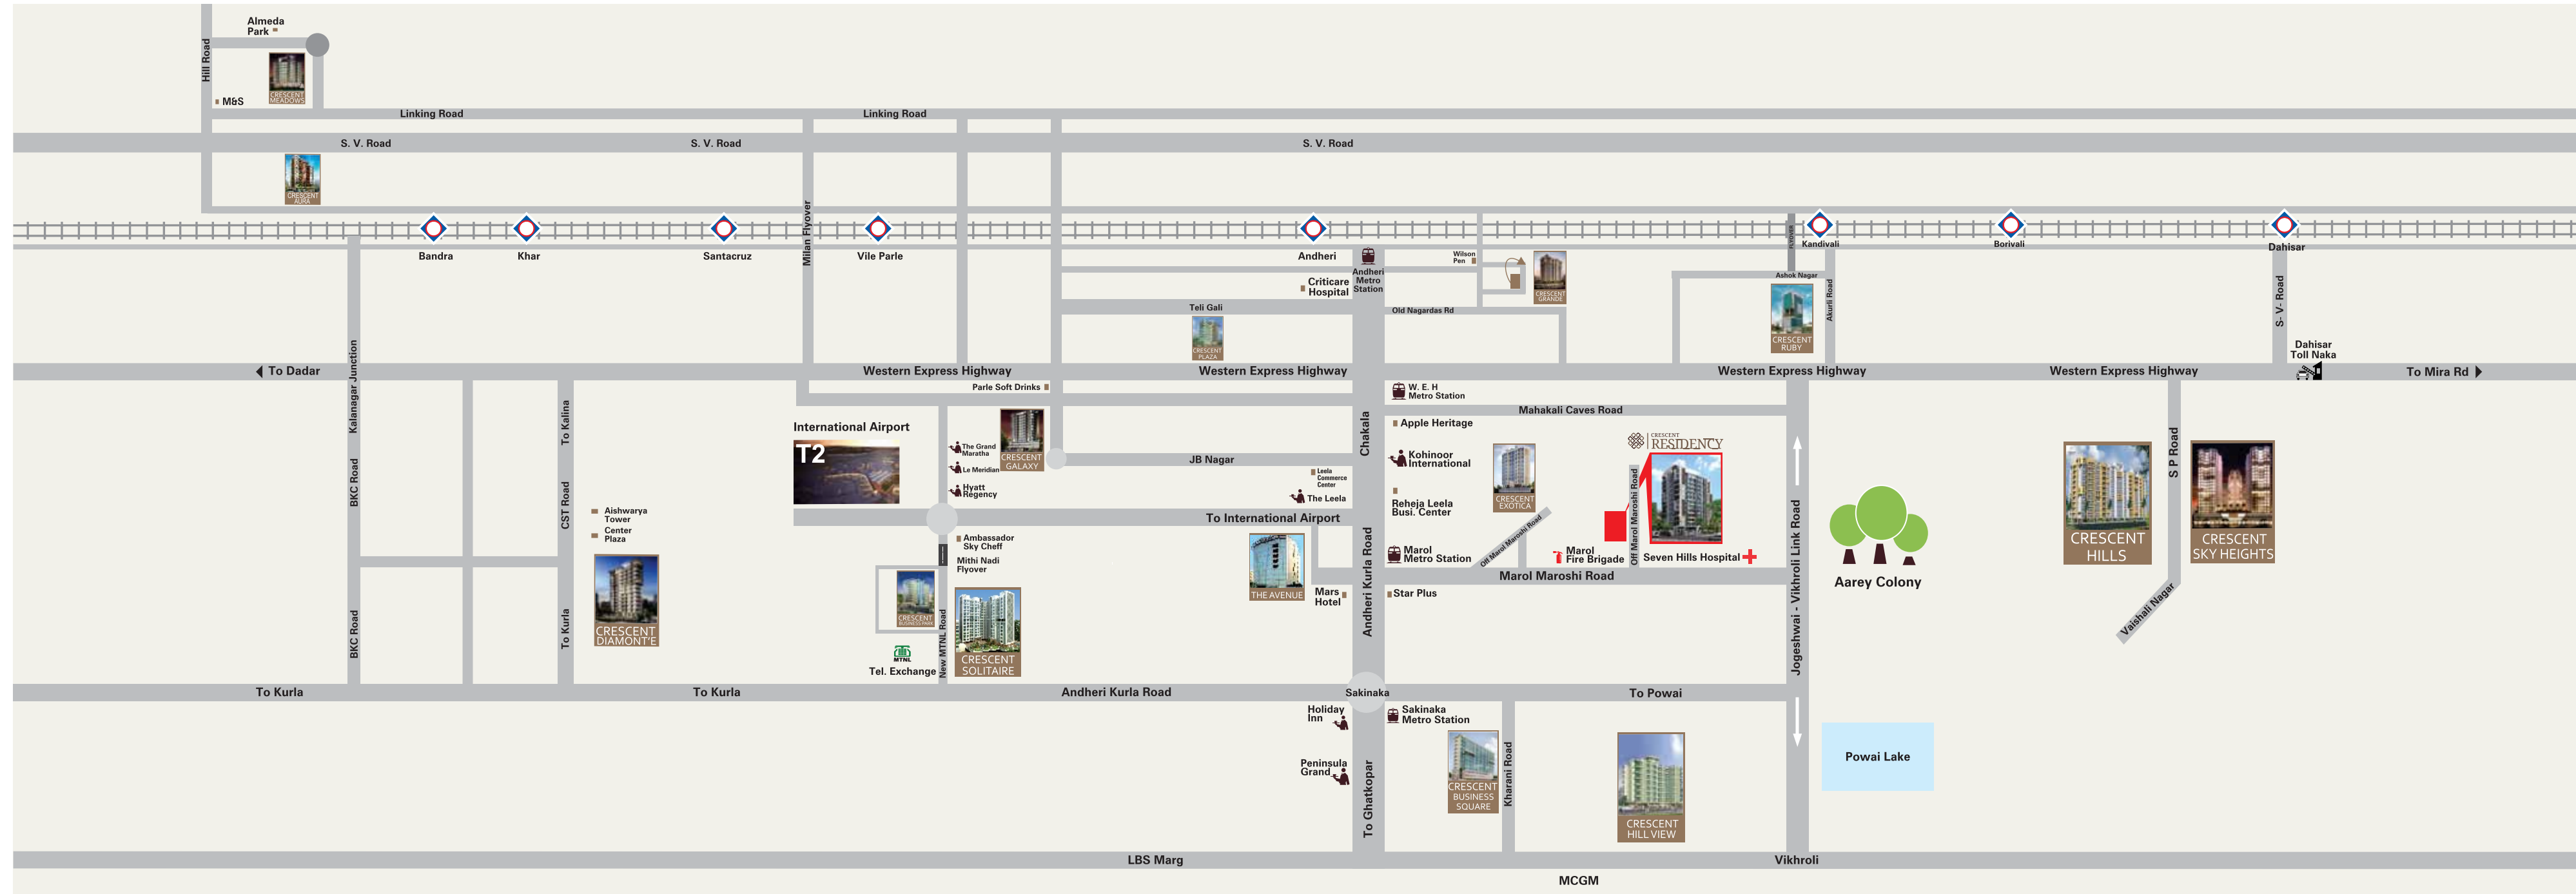 Almeda
Park
Hill Road
CRESCENT
MEADOWS
M&S
Linking Road
Linking Road
S. V. Road
S. V. Road
S. V. Road
CRESCENT
AURA
Milan Flyover
Bandra
Khar
Santacruz
Vile Parle
Andheri
Kandivali
Borivali
Dahisar
FLYOVER
Andheri
Metro
Station
Criticare
Hospital
Wilson
Pen
CRESCENT
GRANDE
Ashok Nagar
Akurli Road
CRESCENT
RUBY
S- V- Road
Teli Gali
Old Nagardas Rd
CRESCENT
PLAZA
Dahisar
Toll Naka
Kalanagar Junction
To Dadar
Western Express Highway
Western Express Highway
Western Express Highway
Western Express Highway
To Mira Rd
Parle Soft Drinks
W. E. H
Metro Station
Mahakali Caves Road
To Kalina
International Airport
T2
The Grand
Maratha
Le Meridian
Hyatt
Regency
CRESCENT
GALAXY
JB Nagar
Leela
Commerce
Center
The Leela
Chakala
Apple Heritage
Kohinoor
International
Reheja Leela
Busi. Center
CRESCENT
EXOTICA
CRESCENT
RESIDENCY
Off Marol Maroshi Road
Off Marol Maroshi Road
S P Road
CRESCENT
HILLS
CRESCENT
SKY HEIGHTS
BKC Road
CST Road
Aishwarya
Tower
Center
Plaza
To International Airport
Ambassador
Sky Cheff
Mithi Nadi
Flyover
THE AVENUE
Andheri Kurla Road
Marol
Metro Station
Marol
Fire Brigade
Seven Hills Hospital
Marol Maroshi Road
Jogeshwai - Vikhroli Link Road
Aarey Colony
CRESCENT
DIAMONT'E
CRESCENT
BUSINESS PARK
CRESCENT
SOLITAIRE
Mars
Hotel
Star Plus
Vaishali Nagar
BKC Road
To Kurla
New MTNL Road
MTNL
Tel. Exchange
To Kurla
To Kurla
Andheri Kurla Road
Sakinaka
To Powai
Holiday
Inn
Sakinaka
Metro Station
Peninsula
Grand
To Ghatkopar
CRESCENT
BUSINESS
SQUARE
Kharani Road
CRESCENT
HILL VIEW
Powai Lake
LBS Marg
Vikhroli
MCGM